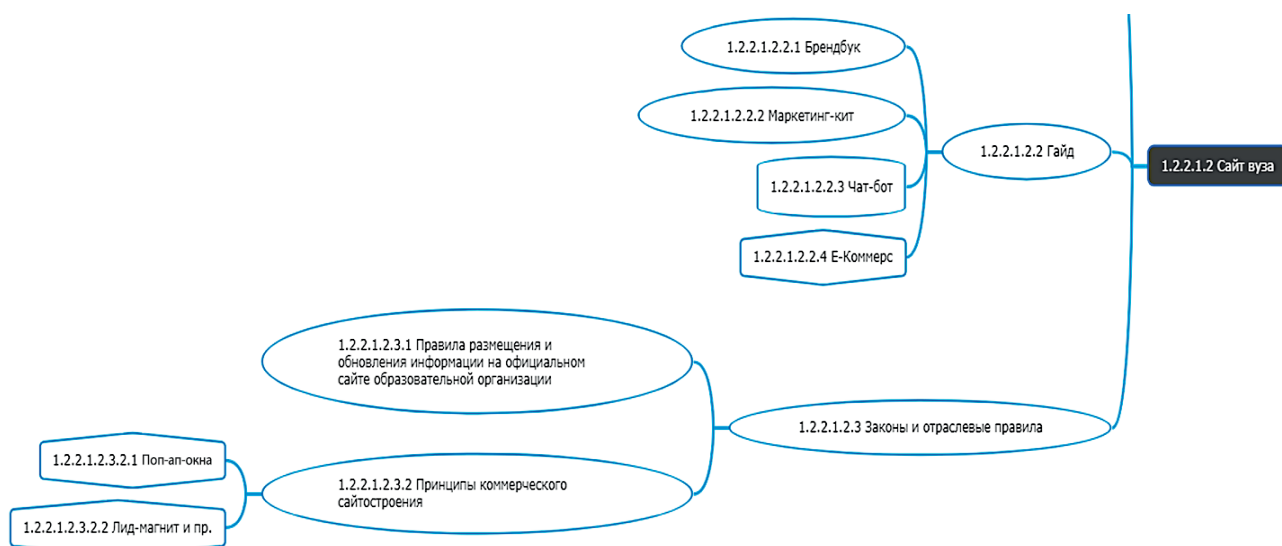 1.2.2.1.2.2.1 Брендбук
1.2.2.1.2.2.2 Маркетинг-кит
1.2.2.1.2.2 Гайд
1.2.2.1.2 Сайт вуза
1.2.2.1.2.2.3 Чат-бот
1.2.2.1.2.2.4 Е-Коммерс
1.2.2.1.2.3.1 Правила размещения и
обновления информации на официальном
сайте образовательной организации
1.2.2.1.2.3 Законы и отраслевые правила
1.2.2.1.2.3.2.1 Поп-ап-окна
1.2.2.1.2.3.2 Принципы коммерческого
сайтостроения
1.2.2.1.2.3.2.2 Лид-магнит и пр.